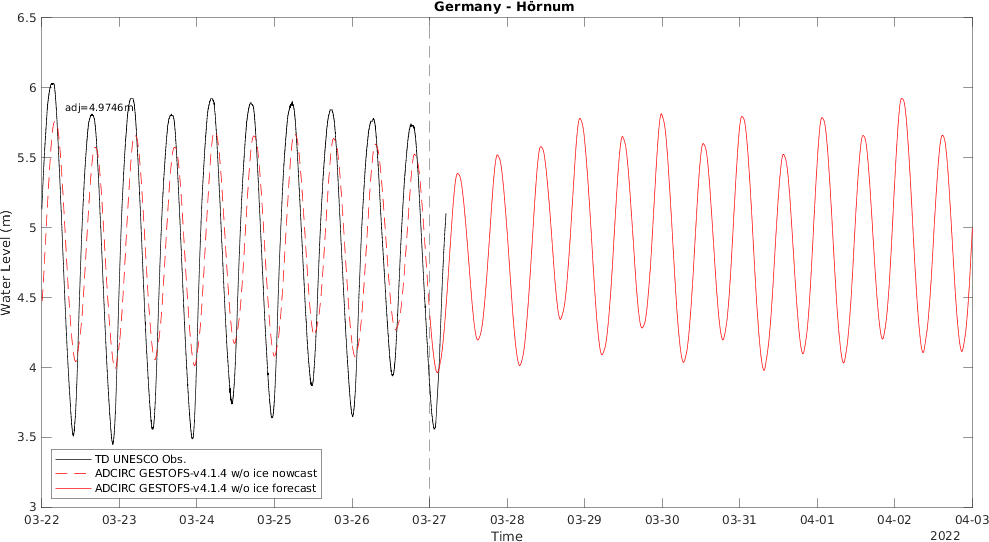 Germany - Hörnum
6.5
6
adj=4.9746m
5.5
5
4.5
4
3.5
3
Water Level (m)
TD UNESCO Obs.
ADCIRC GESTOFS-v4.1.4 w/o ice nowcast
ADCIRC GESTOFS-v4.1.4 w/o ice forecast
03-22 03-23 03-24 03-25 03-26 03-27 03-28 03-29 03-30 03-31 04-01 04-02 04-03
Time
2022